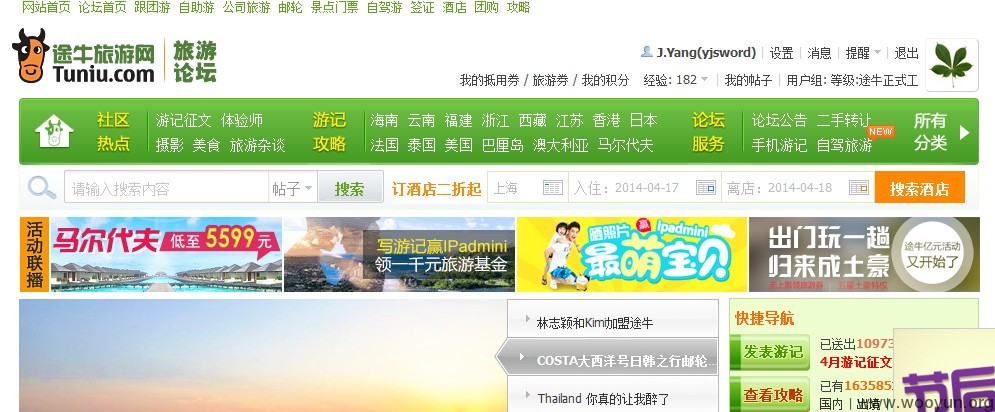 网站首页 论坛首页 跟团游 自助游 公司旅游 邮轮 景点门票 自驾游 签证 酒店 团购 攻略
途牛旅游网
Tuniu.com
旅游
论坛
J.Yang(yjsword) | 设置 | 消息 | 提醒 | 退出
我的抵用券 / 旅游券 / 我的积分 经验: 182 | 我的帖子 | 用户组: 等级:途牛正式工
社区
热点
游记征文 体验师
摄影 美食 旅游杂谈
游记
攻略
海南 云南 福建 浙江 西藏 江苏 香港 日本
法国 泰国 美国 巴厘岛 澳大利亚 马尔代夫
论坛
服务
论坛公告 二手转让
NEW
手机游记 自驾旅游
所有
分类
请输入搜索内容 帖子 搜索 订酒店二折起 上海 入住: 2014-04-17 离店: 2014-04-18 搜索酒店
活动联播
马尔代夫 低至5599元
写游记赢IPadmini
领一千元旅游基金
晒照片 赢 Ipadmini
最萌宝贝
出门玩一趟
归来成土豪
途牛亿元活动
又开始了
林志颖和Kimi加盟途牛
COSTA大西洋号日韩之行邮轮...
Thailand 你真的让我醉了
快捷导航
发表游记
已送出10973
4月游记征文
查看攻略
已有163585
国内 | 出境
节后
www.wooyun.org